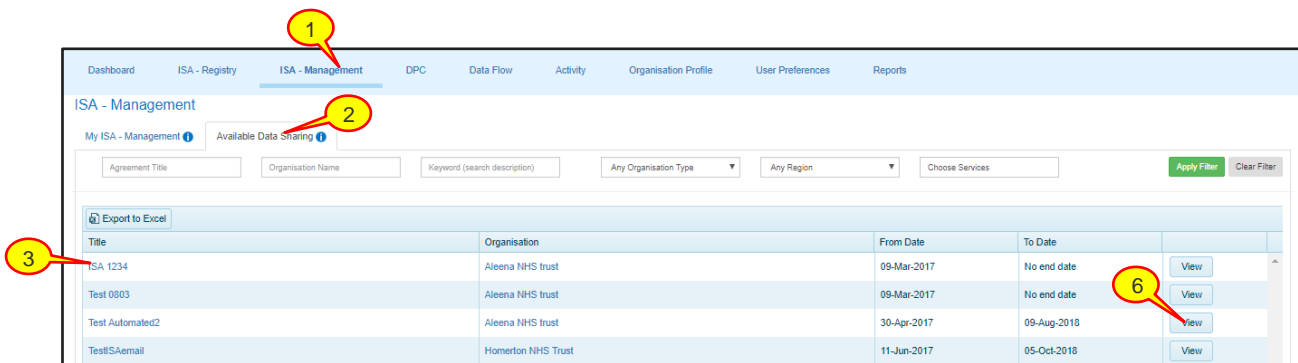 1
Dashboard ISA - Registry ISA - Management DPC Data Flow Activity Organisation Profile User Preferences Reports
ISA - Management
2
My ISA - Management Available Data Sharing
Agreement Title Organisation Name Keyword (search description) Any Organisation Type Any Region Choose Services Apply Filter Clear Filter
Export to Excel
Title Organisation From Date To Date
3 ISA 1234 Aleena NHS trust 09-Mar-2017 No end date View
Test 0803 Aleena NHS trust 09-Mar-2017 No end date 6 View
Test Automated2 Aleena NHS trust 30-Apr-2017 09-Aug-2018 View
TestISAemail Homerton NHS Trust 11-Jun-2017 05-Oct-2018 View